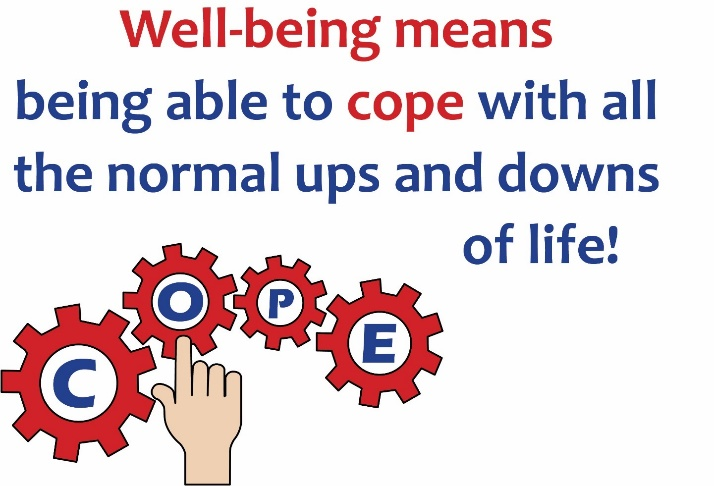 Well-being means
being able to cope with all
the normal ups and downs
of life!
C O P E